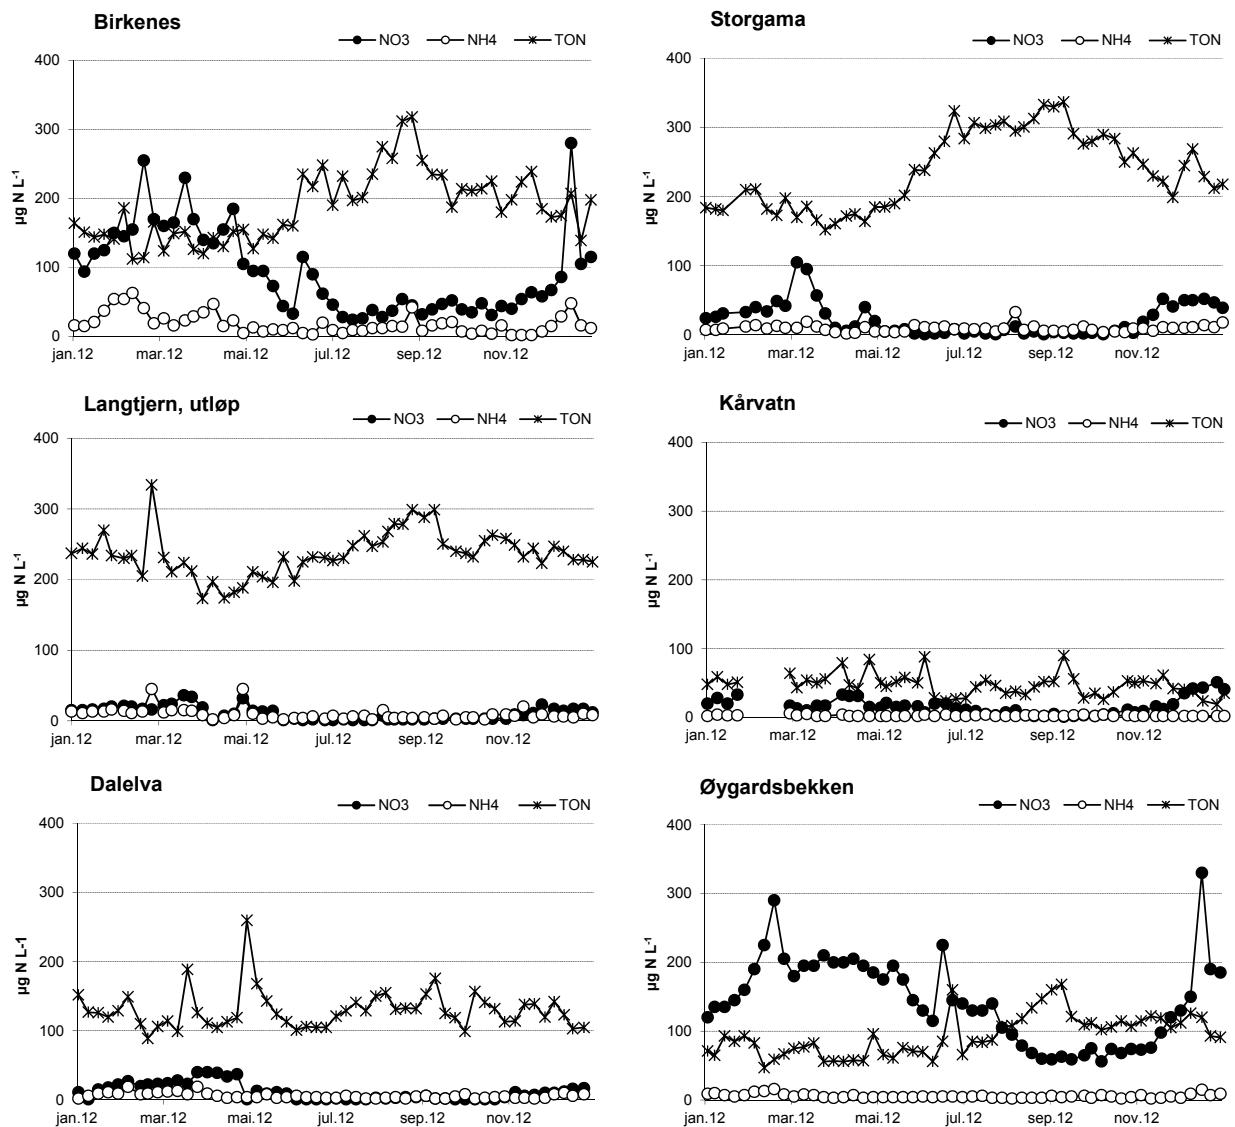 Birkenes
NO3 NH4 TON
400
300
200
100
0
µg N L-1
jan.12 mar.12 mai.12 jul.12 sep.12 nov.12
Storgama
NO3 NH4 TON
400
300
200
100
0
µg N L-1
jan.12 mar.12 mai.12 jul.12 sep.12 nov.12
Langtjern, utløp
NO3 NH4 TON
400
300
200
100
0
µg N L-1
jan.12 mar.12 mai.12 jul.12 sep.12 nov.12
Kårvatn
NO3 NH4 TON
400
300
200
100
0
µg N L-1
jan.12 mar.12 mai.12 jul.12 sep.12 nov.12
Dalelva
NO3 NH4 TON
400
300
200
100
0
µg N L-1
jan.12 mar.12 mai.12 jul.12 sep.12 nov.12
Øygardsbekken
NO3 NH4 TON
400
300
200
100
0
µg N L-1
jan.12 mar.12 mai.12 jul.12 sep.12 nov.12